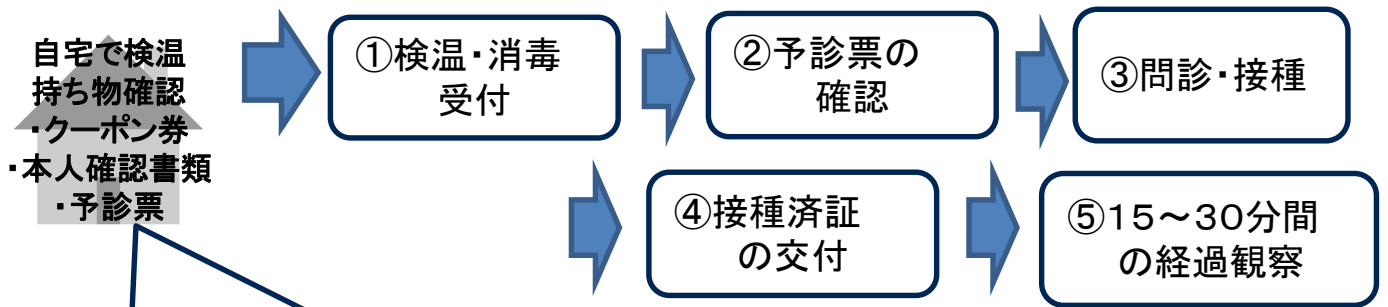 自宅で検温
持ち物確認
・クーポン券
・本人確認書類
・予診票
①検温・消毒
受付
②予診票の
確認
③問診・接種
④接種済証
の交付
⑤15～30分間
の経過観察